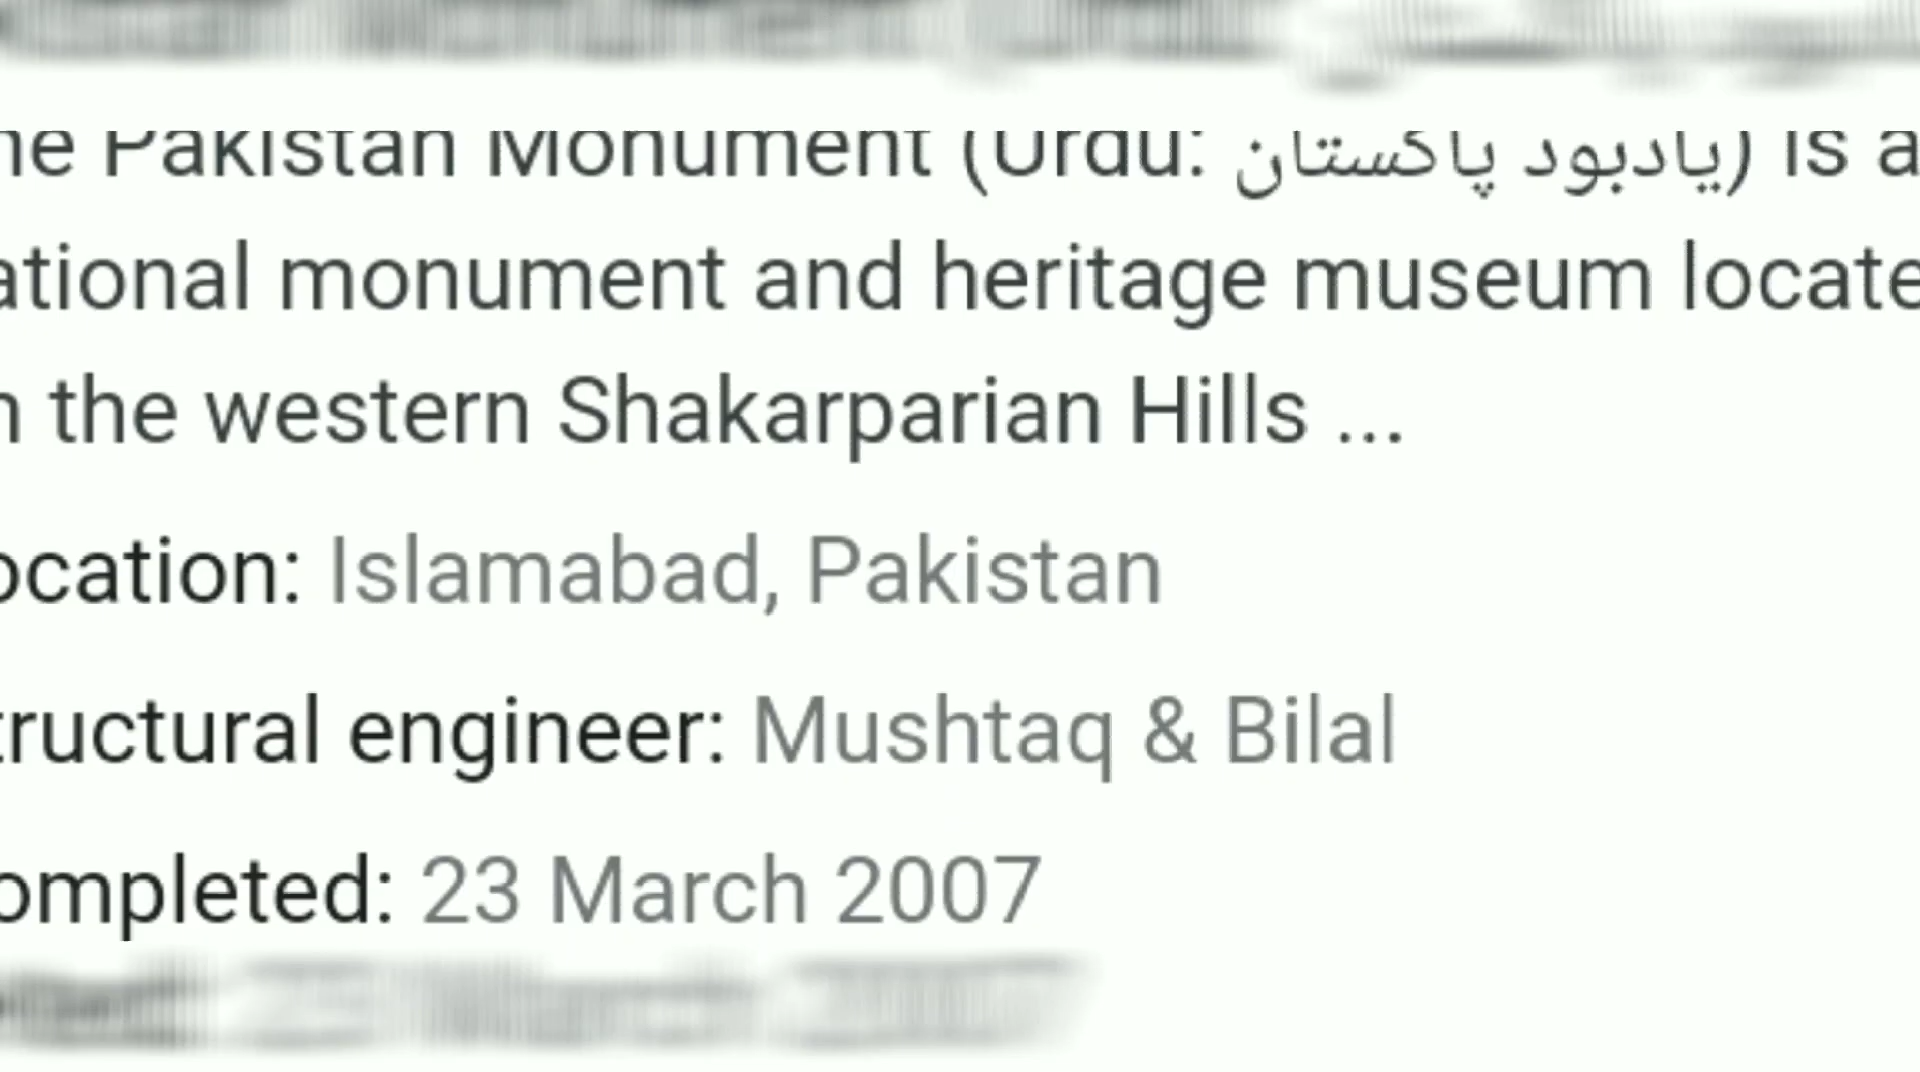 he Pakistan Monument (Urdu: یادبود پاکستان) is a
ational monument and heritage museum locate
n the western Shakarparian Hills ...
ocation: Islamabad, Pakistan
tructural engineer: Mushtaq & Bilal
ompleted: 23 March 2007